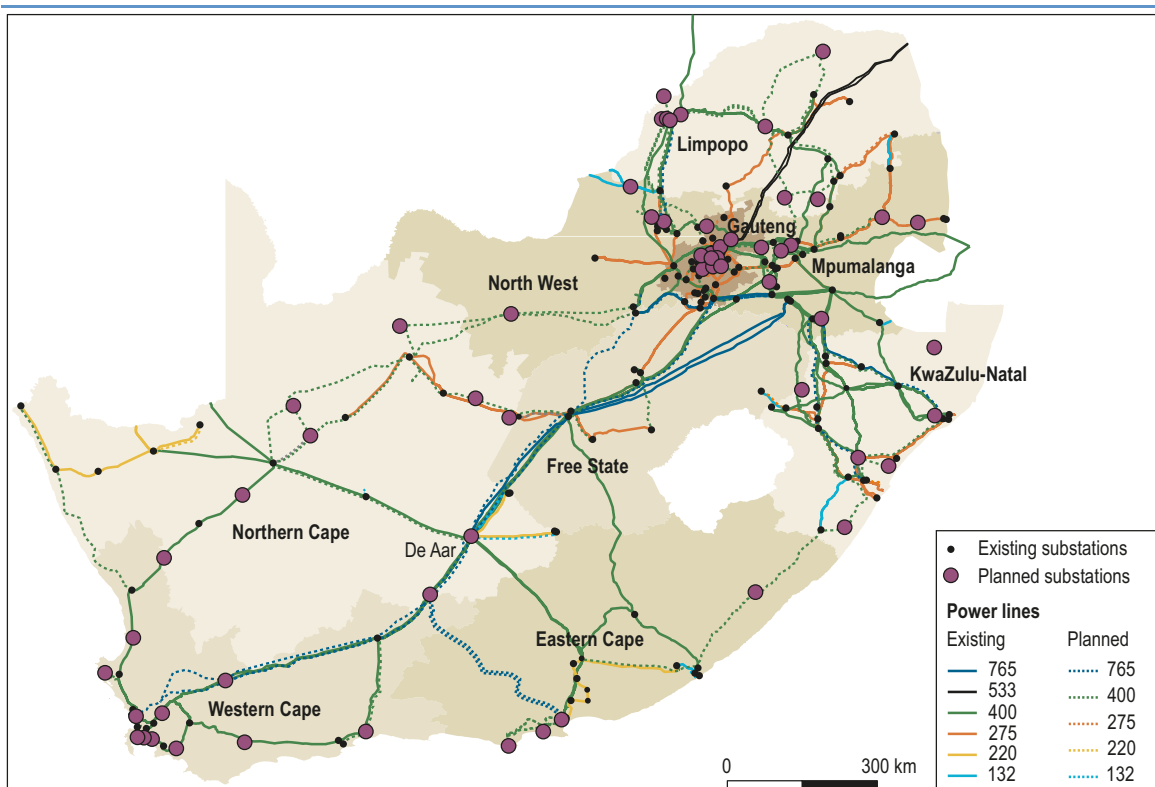 Limpopo
Gauteng
Mpumalanga
North West
KwaZulu-Natal
Free State
Northern Cape
De Aar
Eastern Cape
Western Cape
0 300 km
Existing substations
Planned substations
Power lines
Existing Planned
765 765
533 400
400 275
275 220
220 132
132